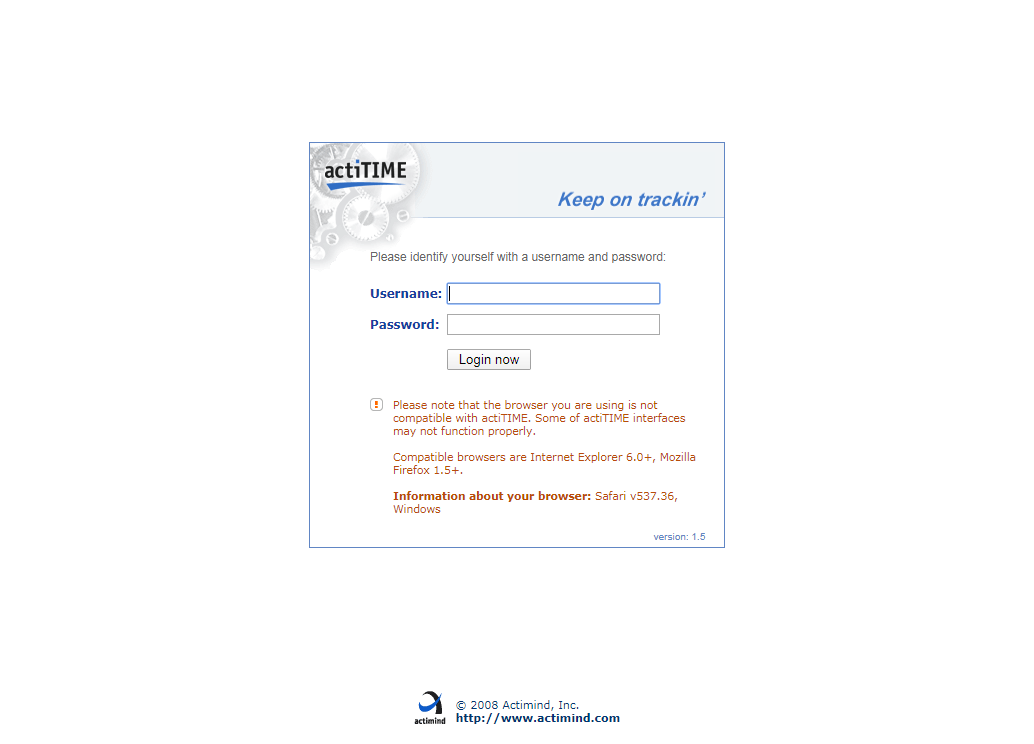 actiTIME
Keep on trackin’
Please identify yourself with a username and password:
Username:
Password:
Login now
Please note that the browser you are using is not
compatible with actiTIME. Some of actiTIME interfaces
may not function properly.
Compatible browsers are Internet Explorer 6.0+, Mozilla
Firefox 1.5+.
Information about your browser: Safari v537.36,
Windows
version: 1.5
actimind
© 2008 Actimind, Inc.
http://www.actimind.com